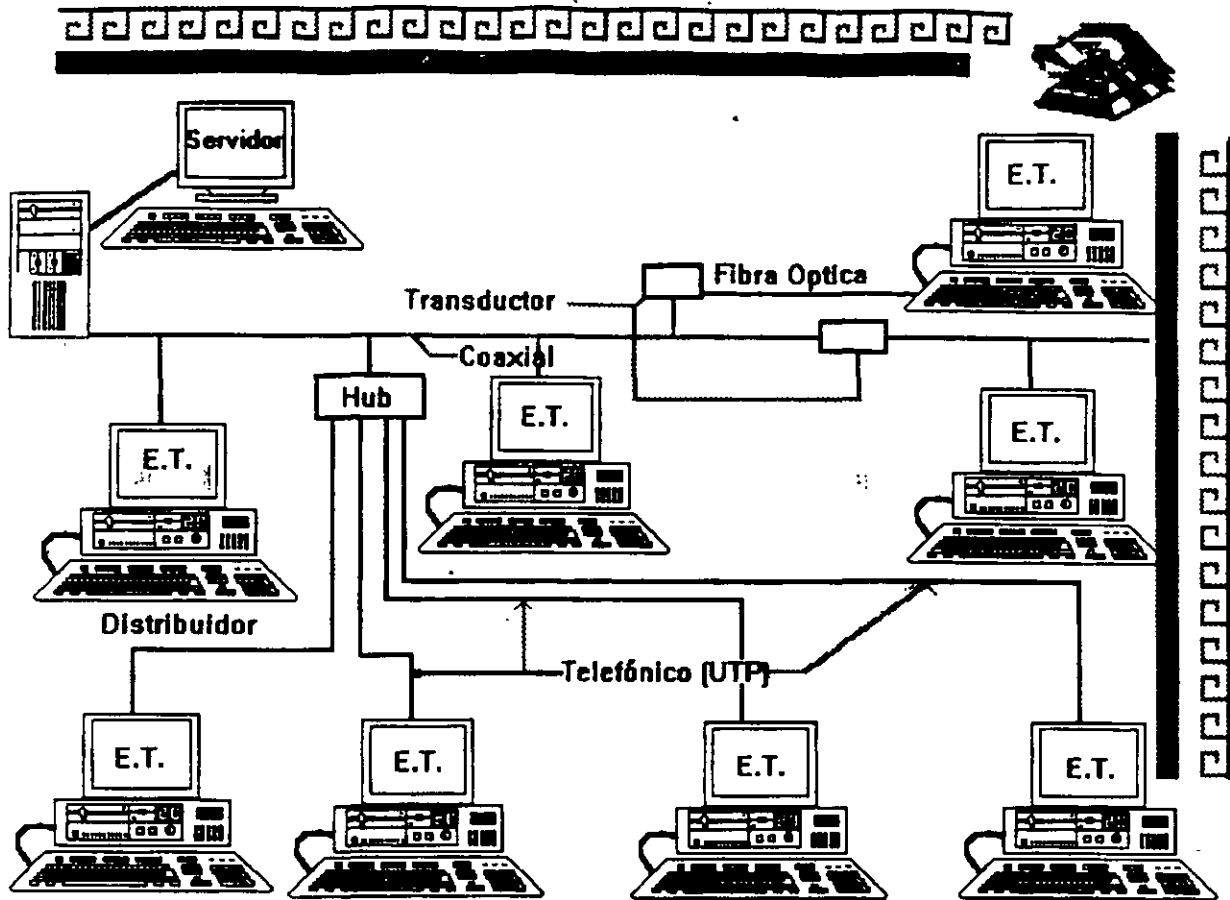 Servidor
E.T.
Fibra Optica
Transductor
Coaxial
Hub
E.T.
E.T.
E.T.
Distribuidor
Telefónico (UTP)
E.T.
E.T.
E.T.
E.T.